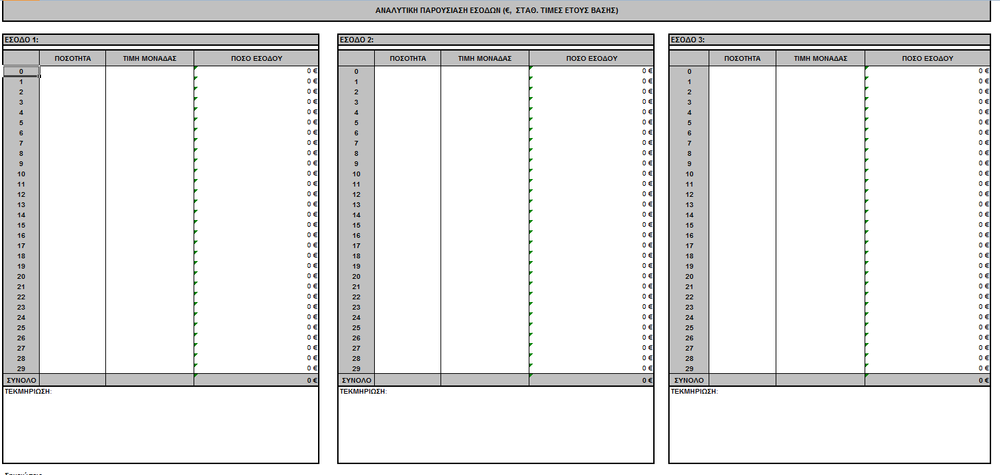 ΑΝΑΛΥΤΙΚΗ ΠΑΡΟΥΣΙΑΣΗ ΕΣΟΔΩΝ (€, ΣΤΑΘ. ΤΙΜΕΣ ΕΤΟΥΣ ΒΑΣΗΣ)
ΕΣΟΔΟ 1: ΕΣΟΔΟ 2: ΕΣΟΔΟ 3:
ΠΟΣΟΤΗΤΑ ΤΙΜΗ ΜΟΝΑΔΑΣ ΠΟΣΟ ΕΣΟΔΟΥ ΠΟΣΟΤΗΤΑ ΤΙΜΗ ΜΟΝΑΔΑΣ ΠΟΣΟ ΕΣΟΔΟΥ ΠΟΣΟΤΗΤΑ ΤΙΜΗ ΜΟΝΑΔΑΣ ΠΟΣΟ ΕΣΟΔΟΥ
0 0 € 0 0 € 0 0 €
1 0 € 1 0 € 1 0 €
2 0 € 2 0 € 2 0 €
3 0 € 3 0 € 3 0 €
4 0 € 4 0 € 4 0 €
5 0 € 5 0 € 5 0 €
6 0 € 6 0 € 6 0 €
7 0 € 7 0 € 7 0 €
8 0 € 8 0 € 8 0 €
9 0 € 9 0 € 9 0 €
10 0 € 10 0 € 10 0 €
11 0 € 11 0 € 11 0 €
12 0 € 12 0 € 12 0 €
13 0 € 13 0 € 13 0 €
14 0 € 14 0 € 14 0 €
15 0 € 15 0 € 15 0 €
16 0 € 16 0 € 16 0 €
17 0 € 17 0 € 17 0 €
18 0 € 18 0 € 18 0 €
19 0 € 19 0 € 19 0 €
20 0 € 20 0 € 20 0 €
21 0 € 21 0 € 21 0 €
22 0 € 22 0 € 22 0 €
23 0 € 23 0 € 23 0 €
24 0 € 24 0 € 24 0 €
25 0 € 25 0 € 25 0 €
26 0 € 26 0 € 26 0 €
27 0 € 27 0 € 27 0 €
28 0 € 28 0 € 28 0 €
29 0 € 29 0 € 29 0 €
ΣΥΝΟΛΟ 0 € ΣΥΝΟΛΟ 0 € ΣΥΝΟΛΟ 0 €
ΤΕΚΜΗΡΙΩΣΗ: ΤΕΚΜΗΡΙΩΣΗ: ΤΕΚΜΗΡΙΩΣΗ: